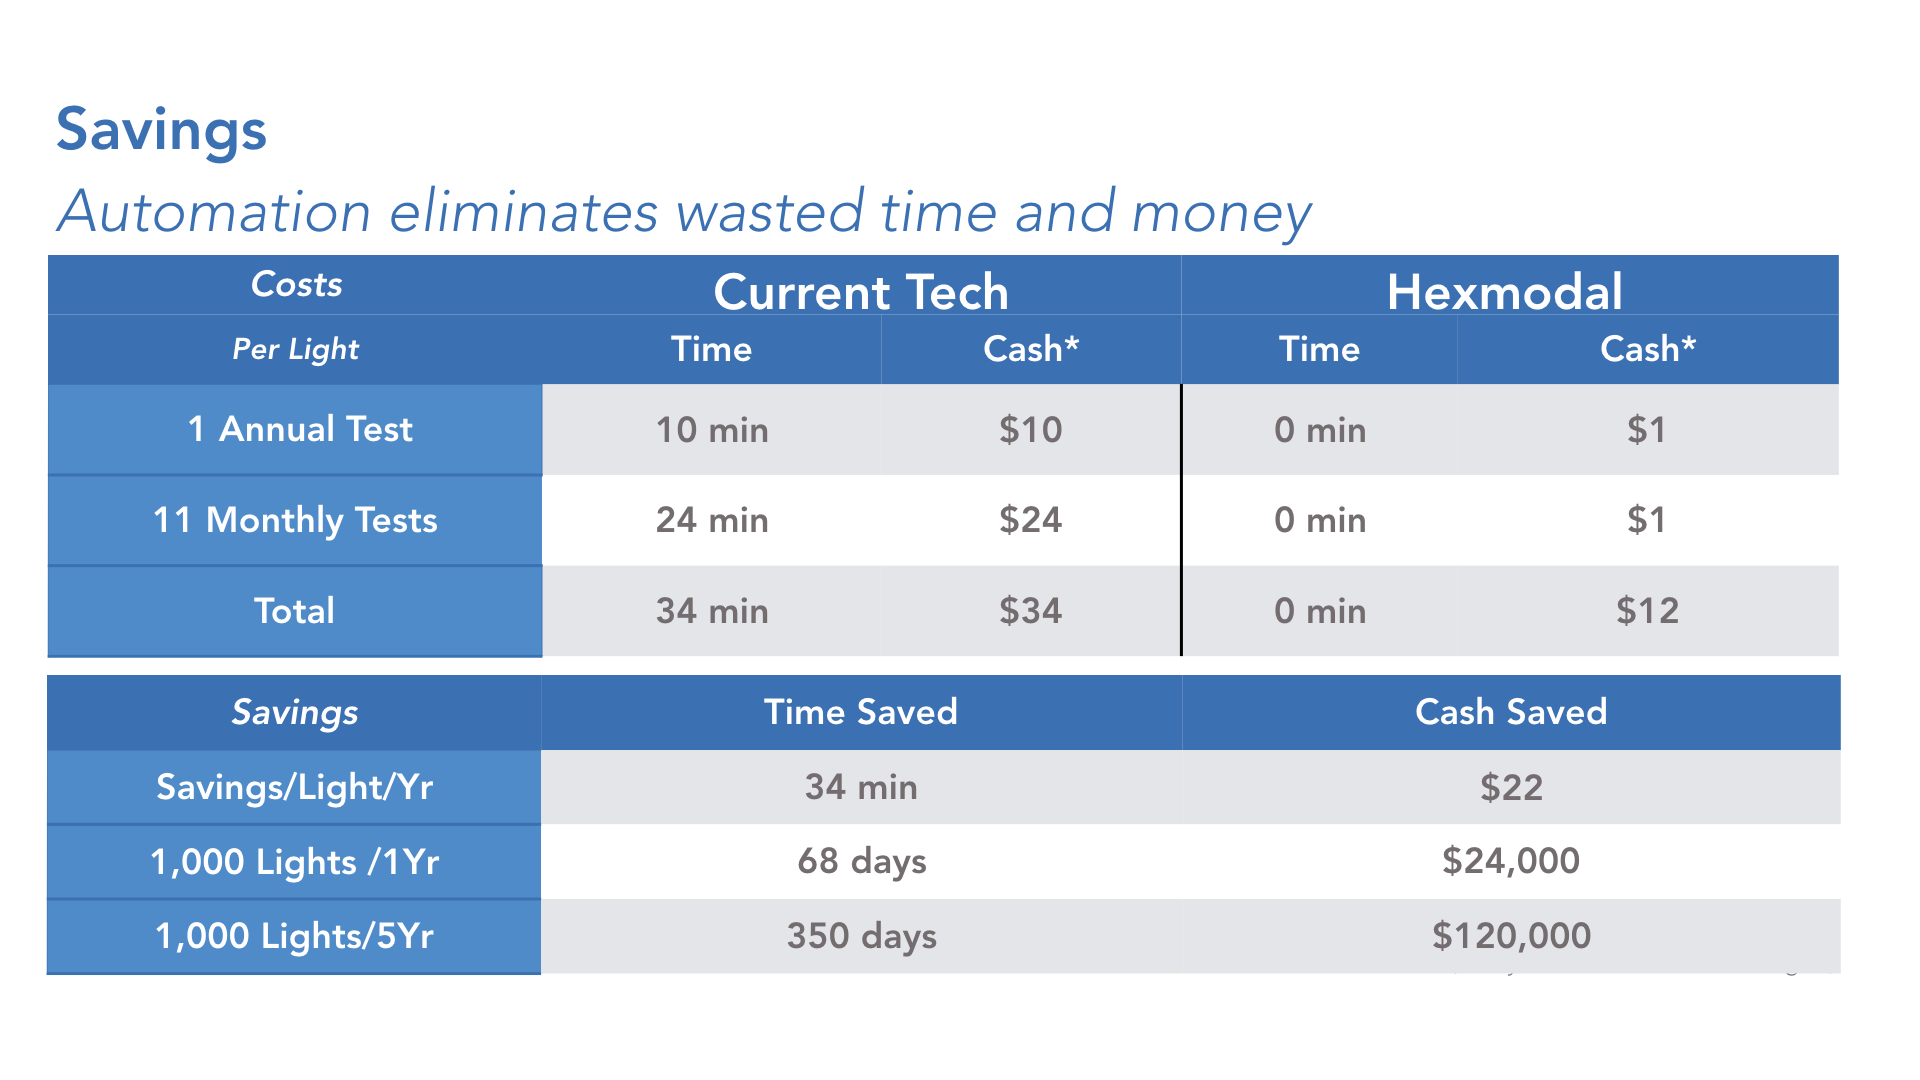 Savings
Automation eliminates wasted time and money
Costs Current Tech Hexmodal
Per Light Time Cash* Time Cash*
1 Annual Test 10 min $10 0 min $1
11 Monthly Tests 24 min $24 0 min $1
Total 34 min $34 0 min $12
Savings Time Saved Cash Saved
Savings/Light/Yr 34 min $22
1,000 Lights /1Yr 68 days $24,000
1,000 Lights/5Yr 350 days $120,000